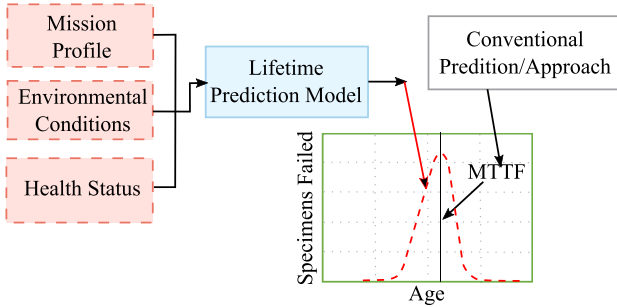 Mission
Profile
Environmental
Conditions
Health Status
Lifetime
Prediction Model
Conventional
Predition/Approach
MTTF
Specimens Failed
Age